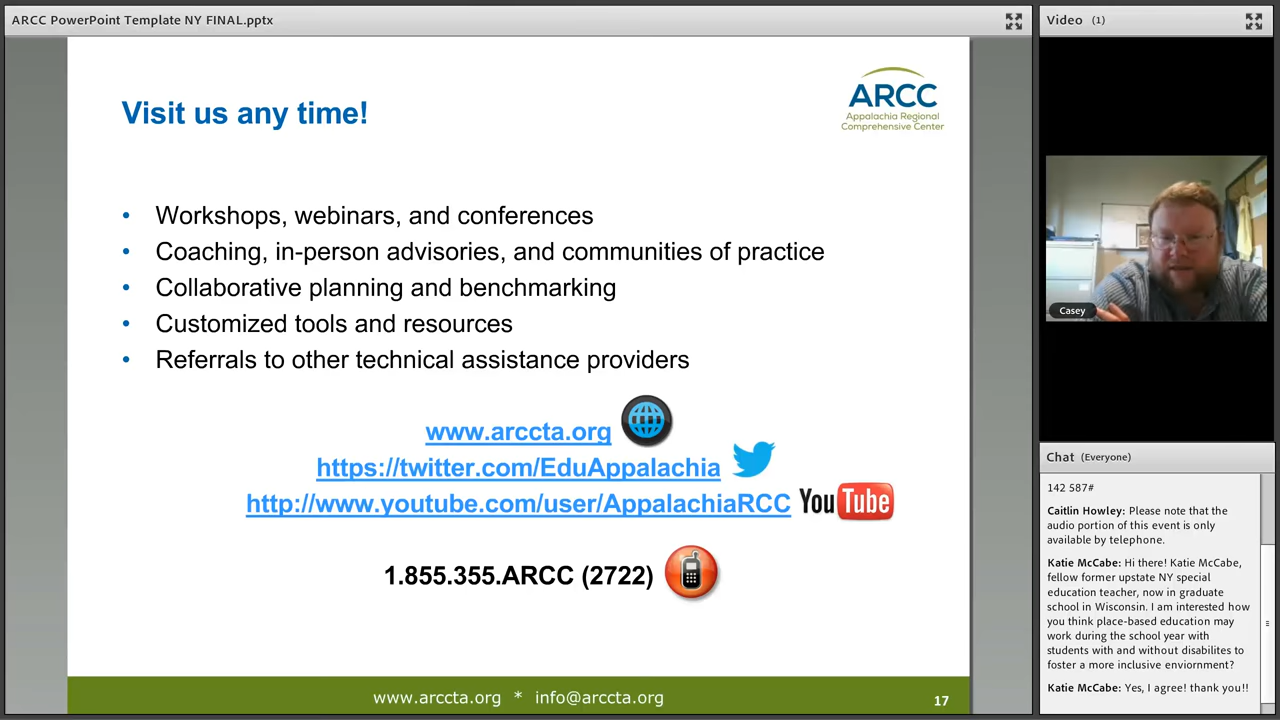 ARCC PowerPoint Template NY FINAL.pptx
Visit us any time!
ARCC
Appalachia Regional
Comprehensive Center
• Workshops, webinars, and conferences
• Coaching, in-person advisories, and communities of practice
• Collaborative planning and benchmarking
• Customized tools and resources
• Referrals to other technical assistance providers
www.arccta.org
https://twitter.com/EduAppalachia
http://www.youtube.com/user/AppalachiaRCC YouTube
1.855.355.ARCC (2722)
www.arccta.org * info@arccta.org
17
Video (1)
Casey
Chat (Everyone)
142 587#
Caitlin Howley: Please note that the
audio portion of this event is only
available by telephone.
Katie McCabe: Hi there! Katie McCabe,
fellow former upstate NY special
education teacher, now in graduate
school in Wisconsin. I am interested how
you think place-based education may
work during the school year with
students with and without disabilites to
foster a more inclusive enviornment?
Katie McCabe: Yes, I agree! thank you!!